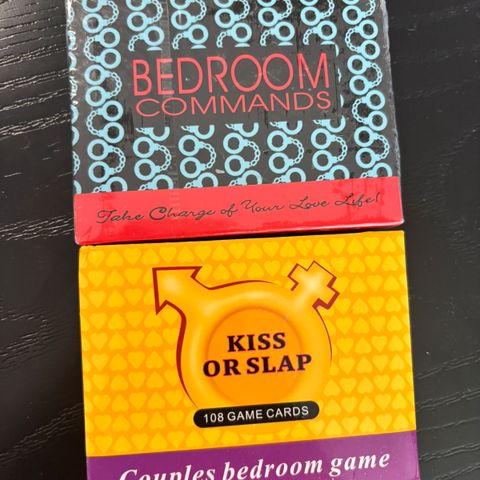 BEDROOM
COMMANDS
Take Charge of Your Love Life!
KISS
OR SLAP
108 GAME CARDS
Couples bedroom game